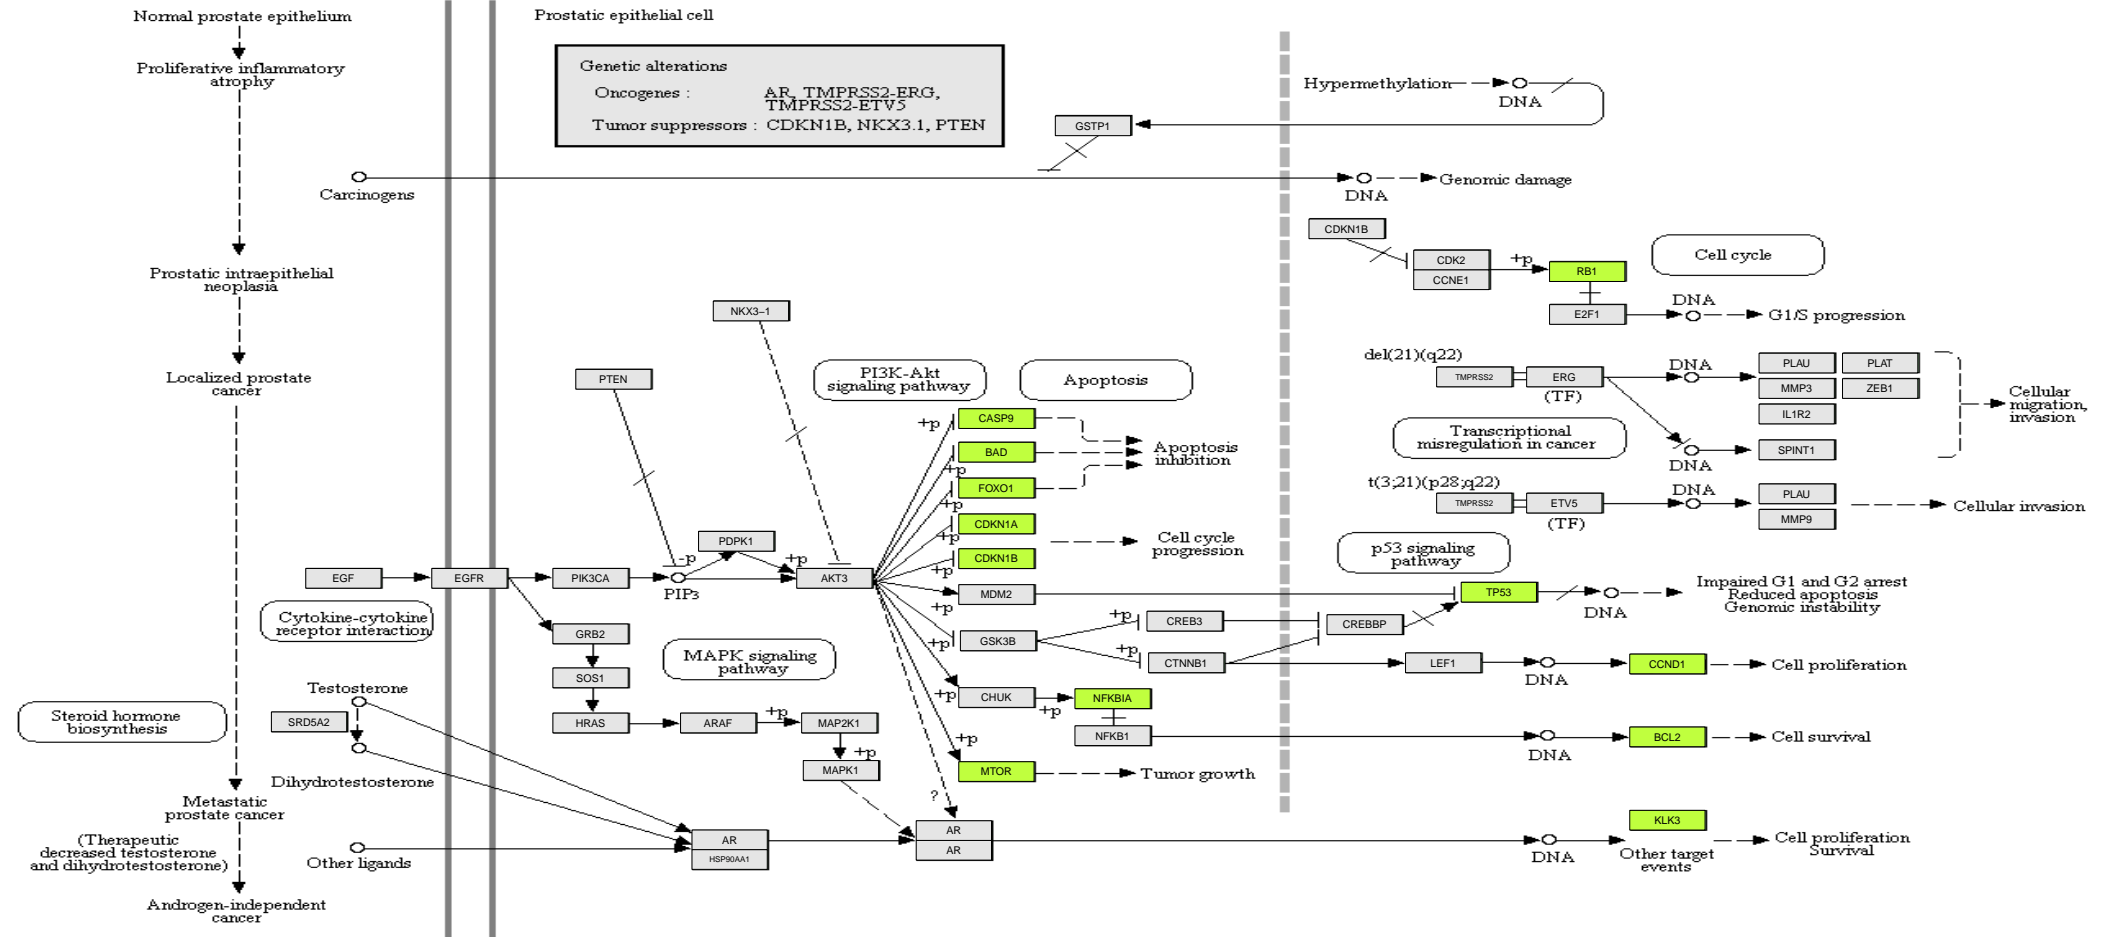 Normal prostate epithelium
Proliferative inflammatory
atrophy
Prostatic intraepithelial
neoplasia
Localized prostate
cancer
Steroid hormone
biosynthesis
Metastatic
prostate cancer
(Therapeutic
decreased testosterone
and dihydrotestosterone)
Androgen-independent
cancer
Prostatic epithelial cell
Genetic alterations
Oncogenes : AR, TMPRSS2-ERG,
TMPRSS2-ETV5
Tumor suppressors : CDKN1B, NKX3.1, PTEN
Hypermethylation
DNA
GSTP1
Carcinogens
DNA
Genomic damage
CDKN1B
CDK2
CCNE1
+p
RB1
Cell cycle
E2F1
DNA
G1/S progression
NKX3–1
PTEN
PI3K-Akt
signaling pathway
Apoptosis
del(21)(q22)
TMPRSS2
ERG
(TF)
DNA
PLAU
PLAT
MMP3
ZEB1
IL1R2
Cellular
migration,
invasion
Transcriptional
misregulation in cancer
DNA
SPINT1
t(3;21)(p28;q22)
TMPRSS2
ETV5
(TF)
DNA
PLAU
MMP9
Cellular invasion
+p
CASP9
BAD
+p
FOXO1
+p
Apoptosis
inhibition
CDKN1A
+p
CDKN1B
+p
Cell cycle
progression
p53 signaling
pathway
EGF
EGFR
PIK3CA
-p
PIP3
PDPK1
+p
AKT3
MDM2
+p
TP53
DNA
Impaired G1 and G2 arrest
Reduced apoptosis
Genomic instability
Cytokine-cytokine
receptor interaction
GRB2
SOS1
HRAS
MAPK signaling
pathway
ARAF
+p
MAP2K1
+p
MAPK1
+p
GSK3B
+p
CREB3
+p
CTNNB1
CREBBP
LEF1
DNA
CCND1
Cell proliferation
+p
CHUK
+p
NFKBIA
NFKB1
DNA
BCL2
Cell survival
+p
MTOR
Tumor growth
?
Testosterone
SRD5A2
Dihydrotestosterone
Other ligands
AR
HSP90AA1
AR
AR
DNA
KLK3
Other target
events
Cell proliferation
Survival